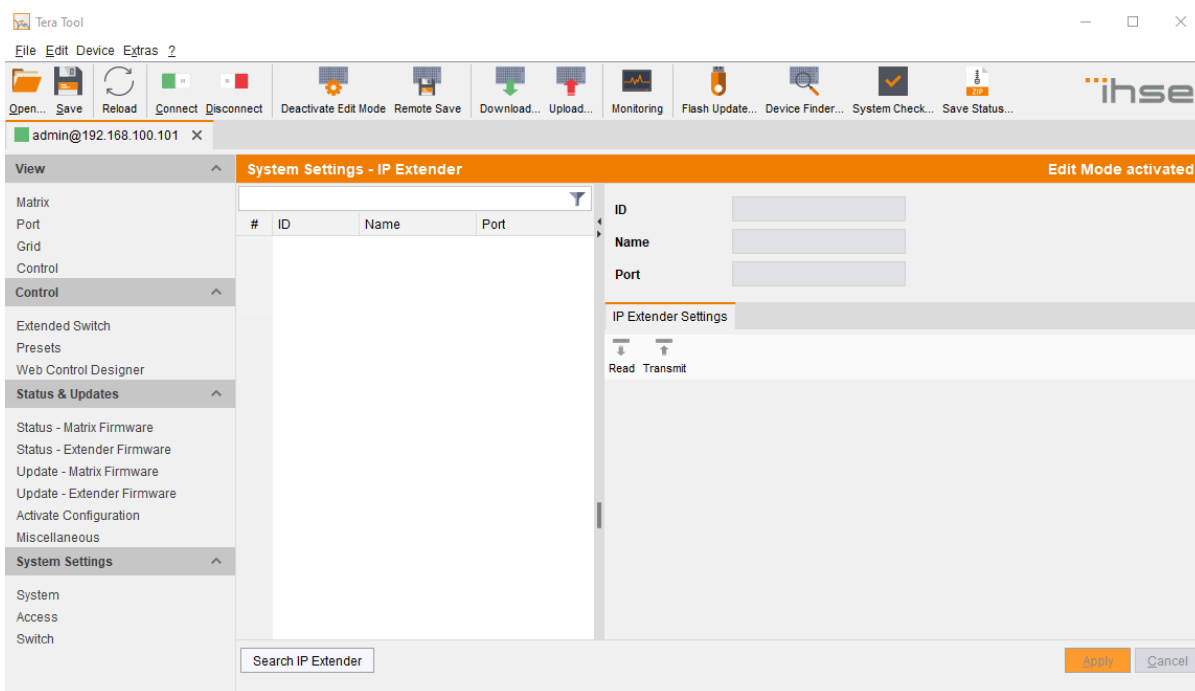 Tera Tool
File Edit Device Extras ?
Open... Save Reload Connect Disconnect Deactivate Edit Mode Remote Save Download... Upload... Monitoring Flash Update... Device Finder... System Check... Save Status...
ZIP
ihse
admin@192.168.100.101
View
Matrix
Port
Grid
Control
Control
Extended Switch
Presets
Web Control Designer
Status & Updates
Status - Matrix Firmware
Status - Extender Firmware
Update - Matrix Firmware
Update - Extender Firmware
Activate Configuration
Miscellaneous
System Settings
System
Access
Switch
System Settings - IP Extender Edit Mode activated
# ID Name Port
Search IP Extender
ID
Name
Port
IP Extender Settings
Read Transmit
Apply Cancel